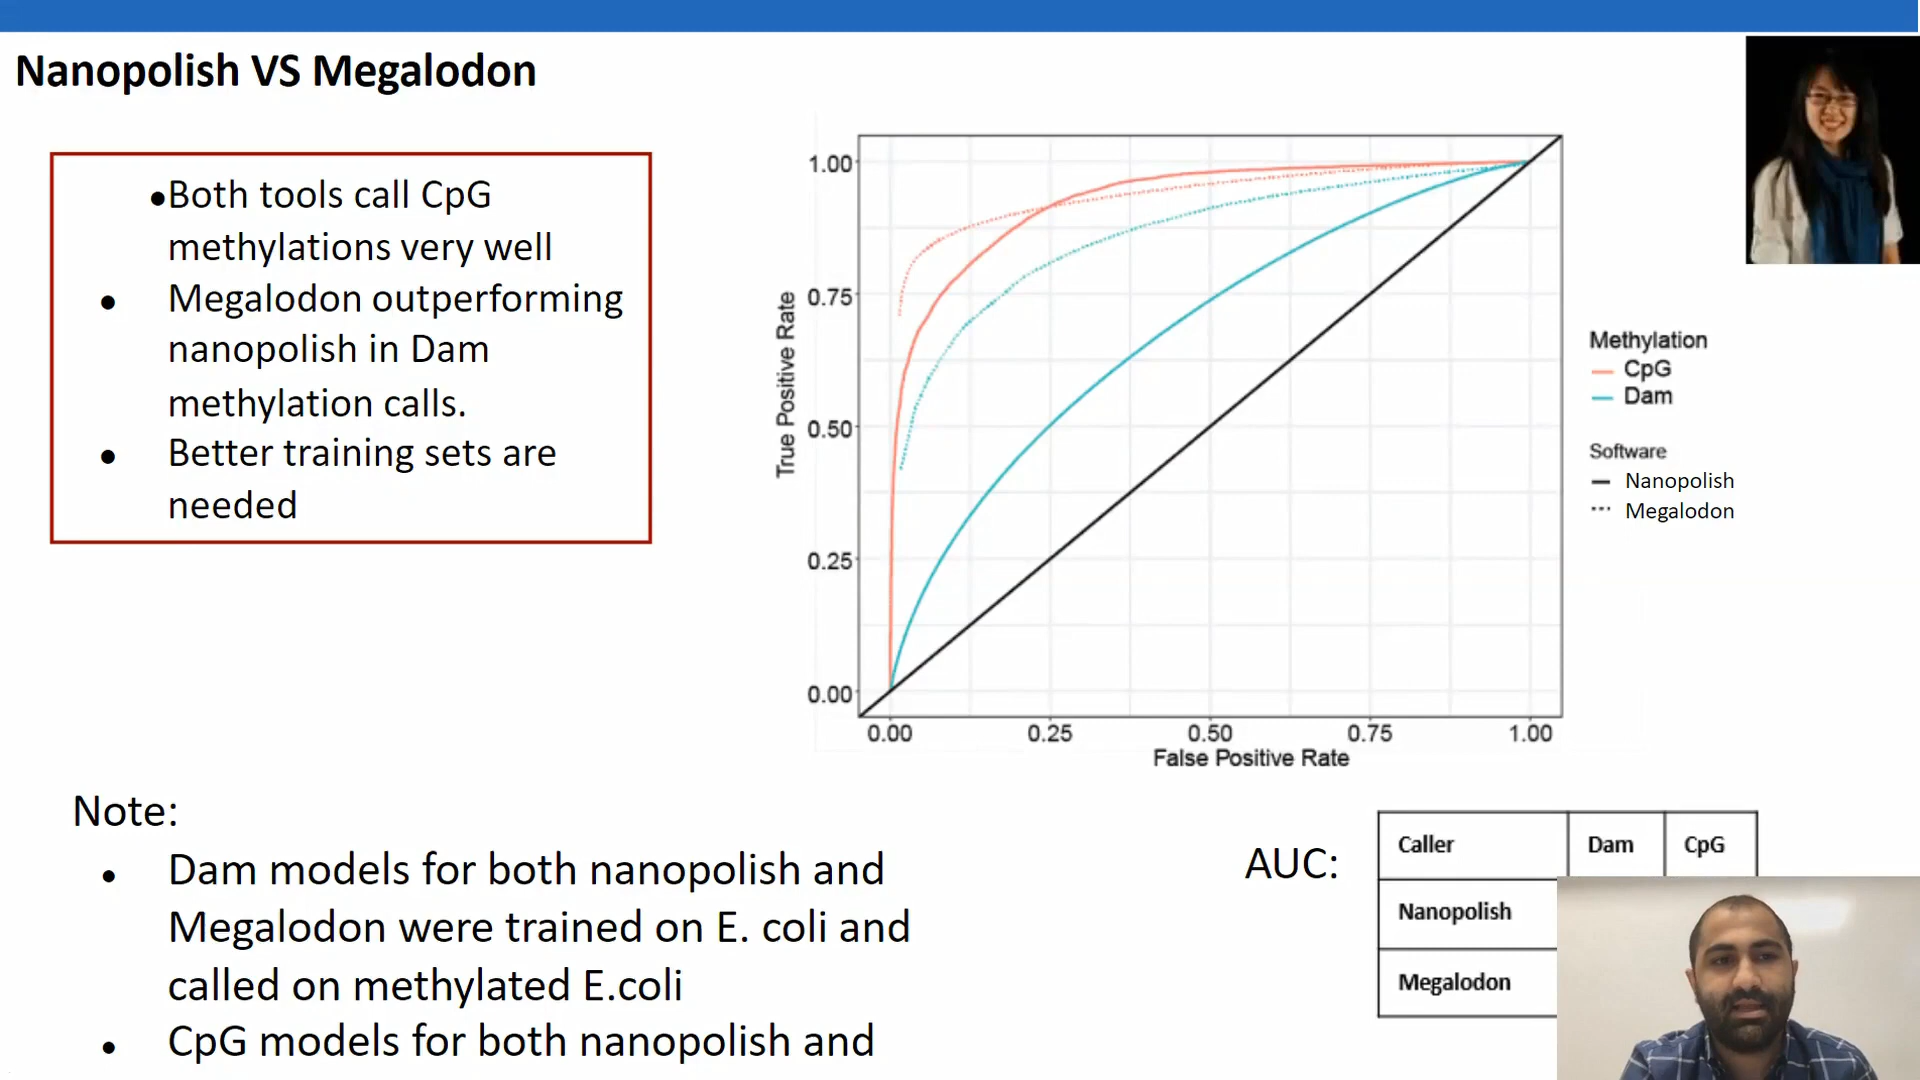 Nanopolish VS Megalodon
•Both tools call CpG
methylations very well
• Megalodon outperforming
nanopolish in Dam
methylation calls.
• Better training sets are
needed
1.00
0.75
0.50
0.25
0.00
True Positive Rate
0.00 0.25 0.50 0.75 1.00
False Positive Rate
Methylation
CpG
Dam
Software
Nanopolish
Megalodon
Note:
• Dam models for both nanopolish and
Megalodon were trained on E. coli and
called on methylated E.coli
• CpG models for both nanopolish and
AUC:
Caller Dam CpG
Nanopolish
Megalodon